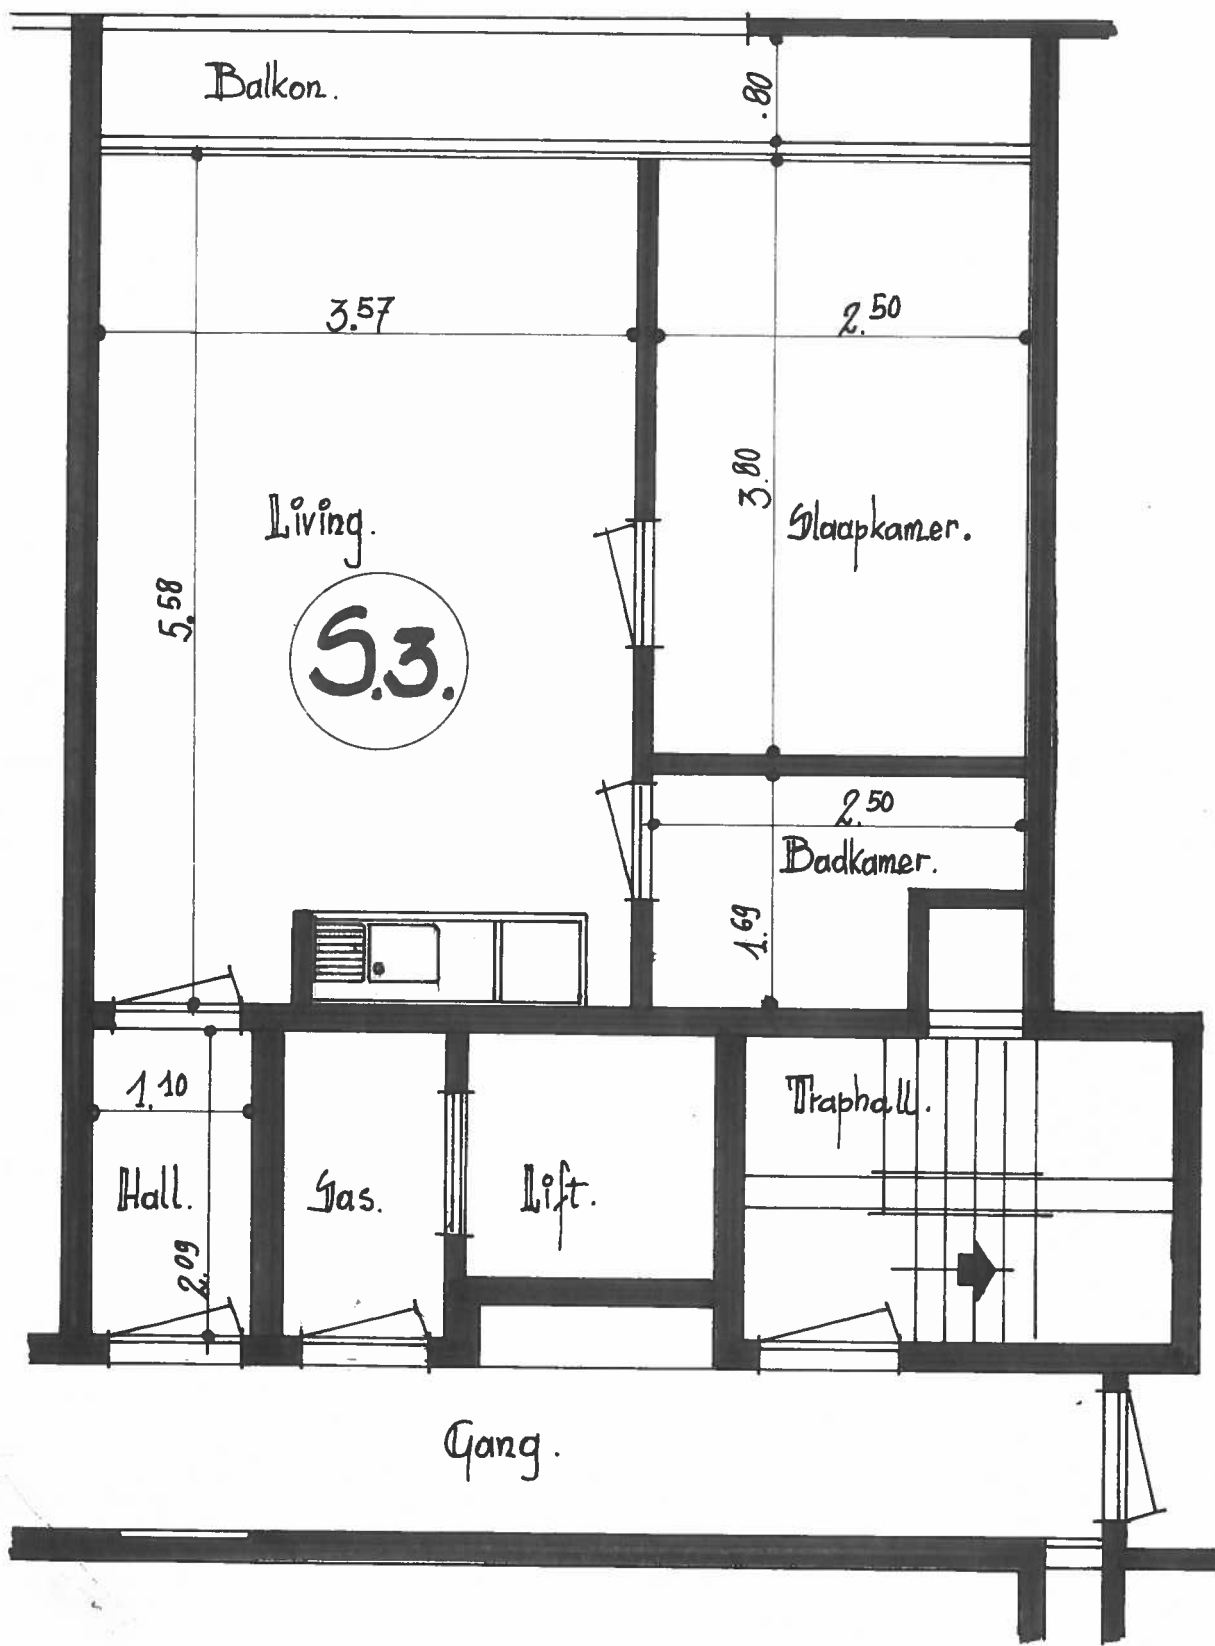 Balkon.
.80
3.57
2.50
3.80
Living.
Slaapkamer.
5.58
S.3.
2.50
Badkamer.
1.69
1.10
Traphall.
Hall.
Sas.
Lift.
2.09
Gang.